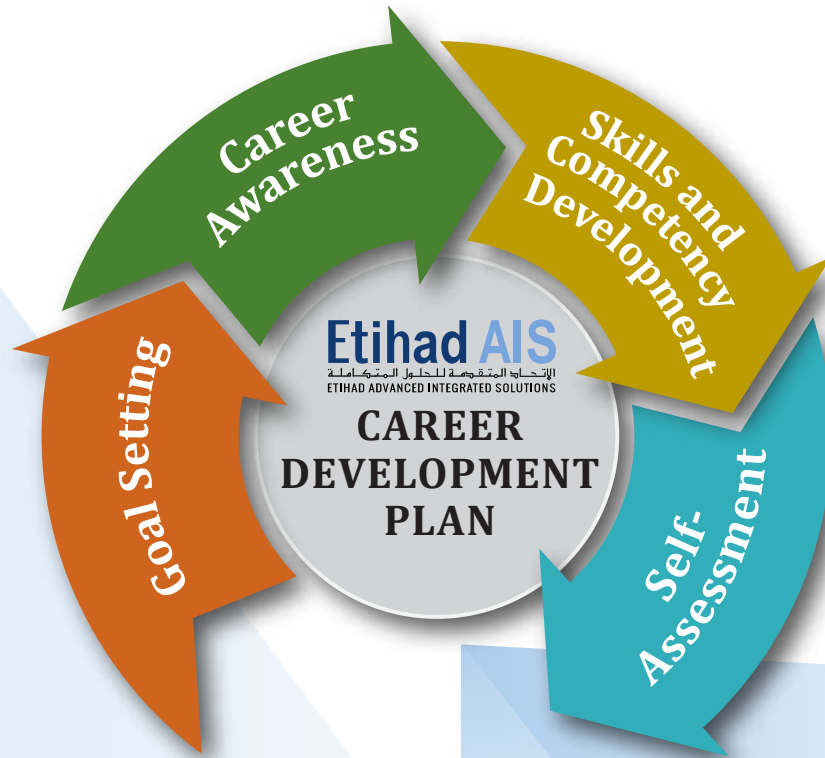 Career
Awareness
Skills and
Competency
Development
Goal Setting
Etihad AIS
الإتحاد المتقدمة للحلول المتكاملة
ETIHAD ADVANCED INTEGRATED SOLUTIONS
CAREER
DEVELOPMENT
PLAN
Self-
Assessment